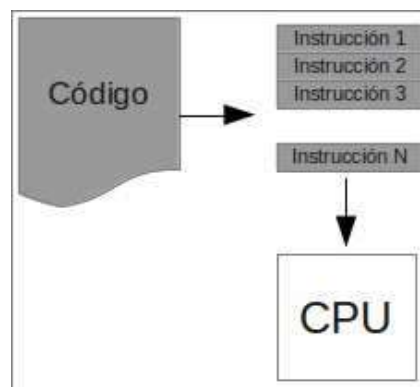 Código
Instrucción 1
Instrucción 2
Instrucción 3
Instrucción N
CPU